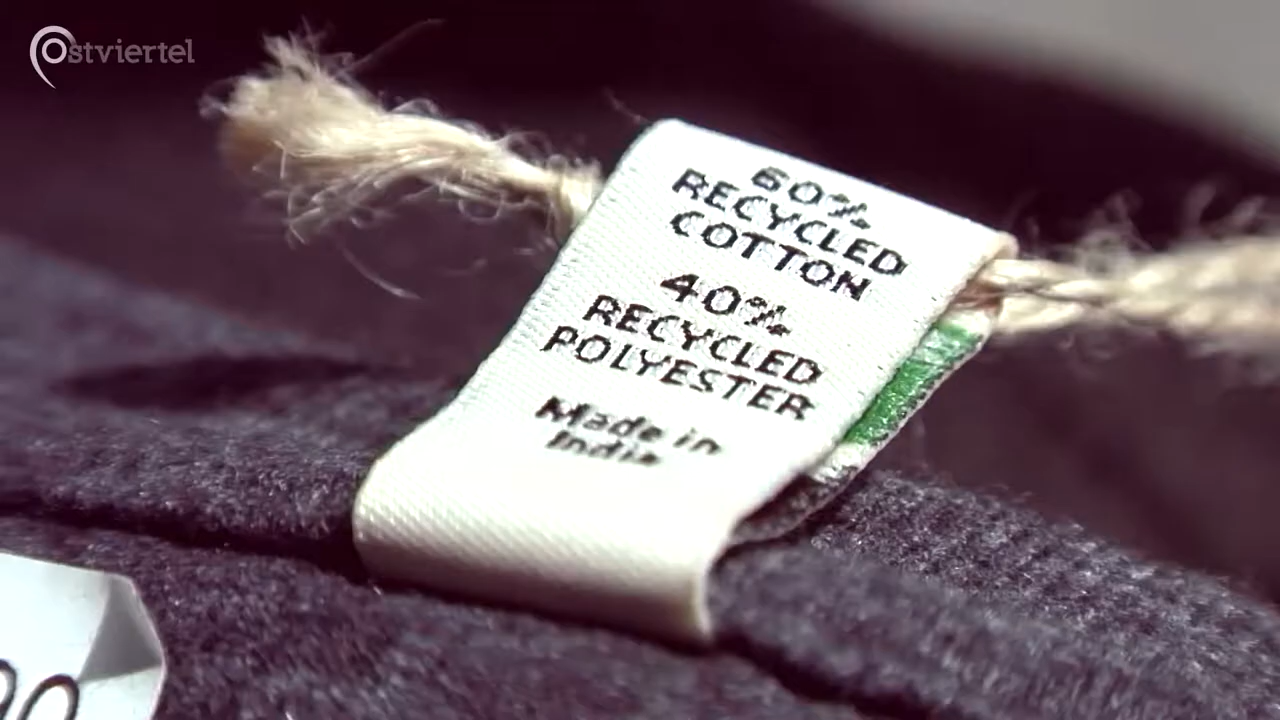 Ostviertel
60%
RECYCLED
COTTON
40%
RECYCLED
POLYESTER
Made in
India